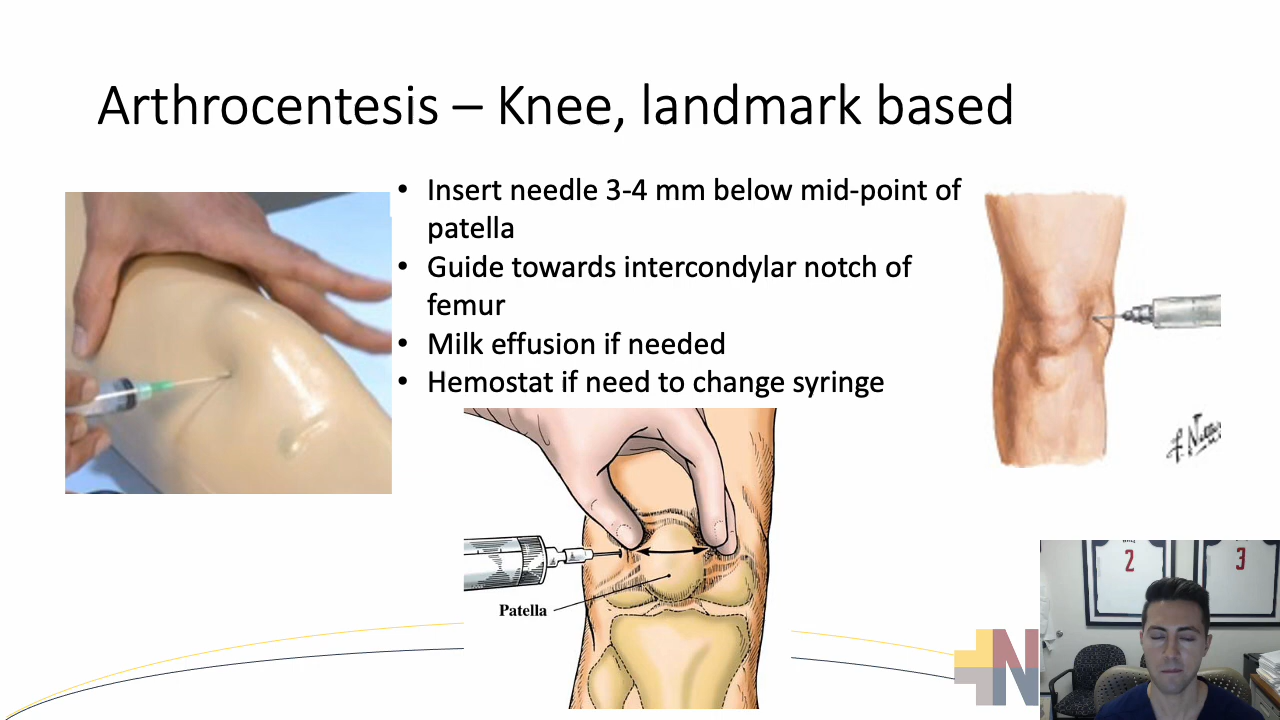 Arthrocentesis – Knee, landmark based
• Insert needle 3-4 mm below mid-point of
patella
• Guide towards intercondylar notch of
femur
• Milk effusion if needed
• Hemostat if need to change syringe
Patella
N
2
3